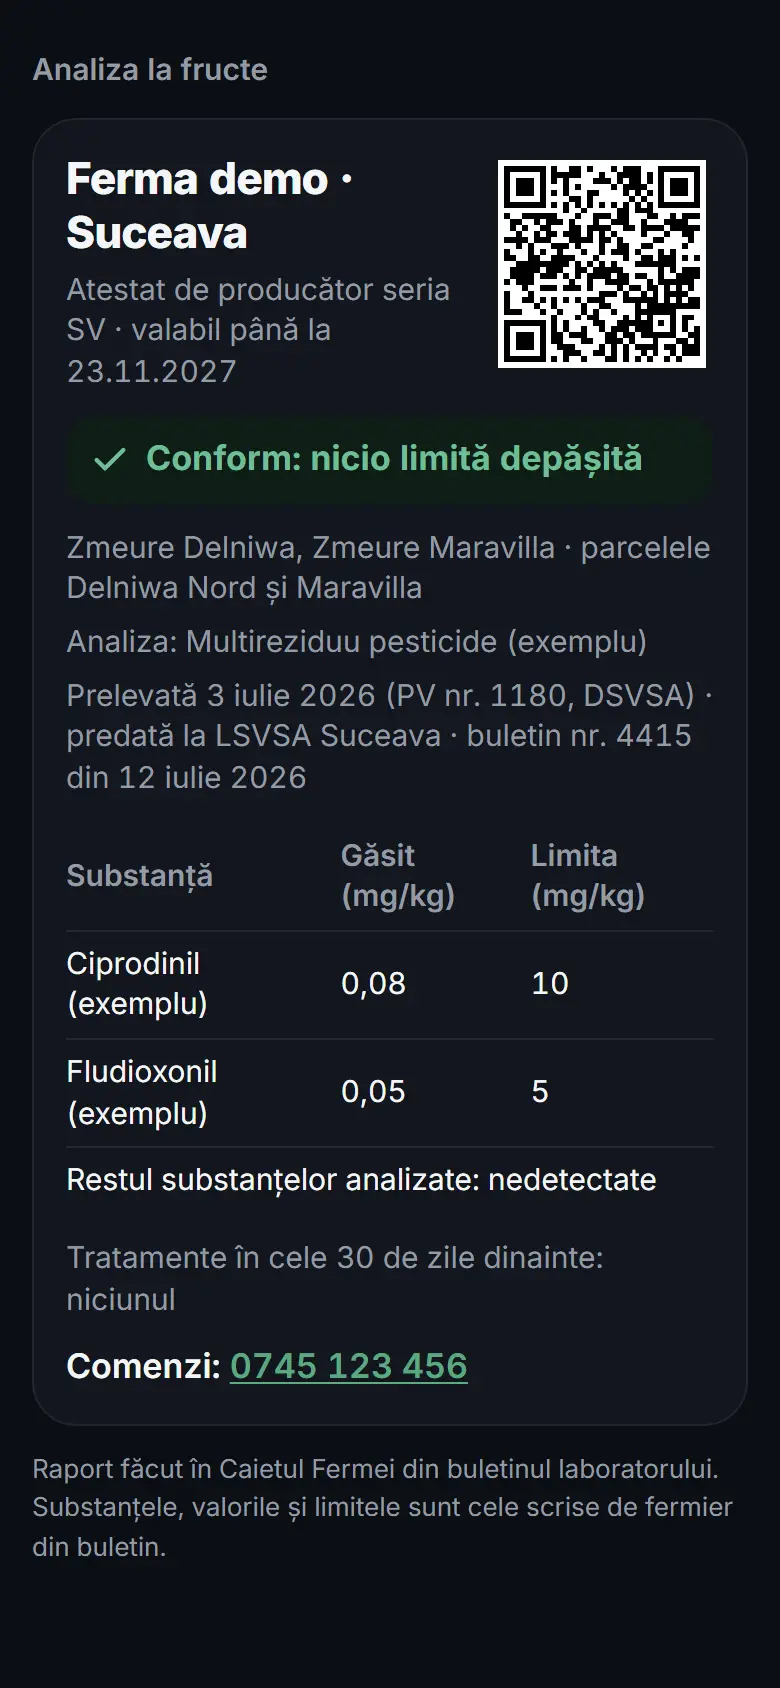 Analiza la fructe
Ferma demo ·
Suceava
Atestat de producător seria
SV · valabil până la
23.11.2027
Conform: nicio limită depășită
Zmeure Delniwa, Zmeure Maravilla · parcelele
Delniwa Nord și Maravilla
Analiza: Multireziduu pesticide (exemplu)
Prelevată 3 iulie 2026 (PV nr. 1180, DSVSA) ·
predată la LSVSA Suceava · buletin nr. 4415
din 12 iulie 2026
Substanță Găsit (mg/kg) Limita (mg/kg)
Ciprodinil (exemplu) 0,08 10
Fludioxonil (exemplu) 0,05 5
Restul substanțelor analizate: nedetectate
Tratamente în cele 30 de zile dinainte:
niciunul
Comenzi: 0745 123 456
Raport făcut în Caietul Fermei din buletinul laboratorului.
Substanțele, valorile și limitele sunt cele scrise de fermier
din buletin.